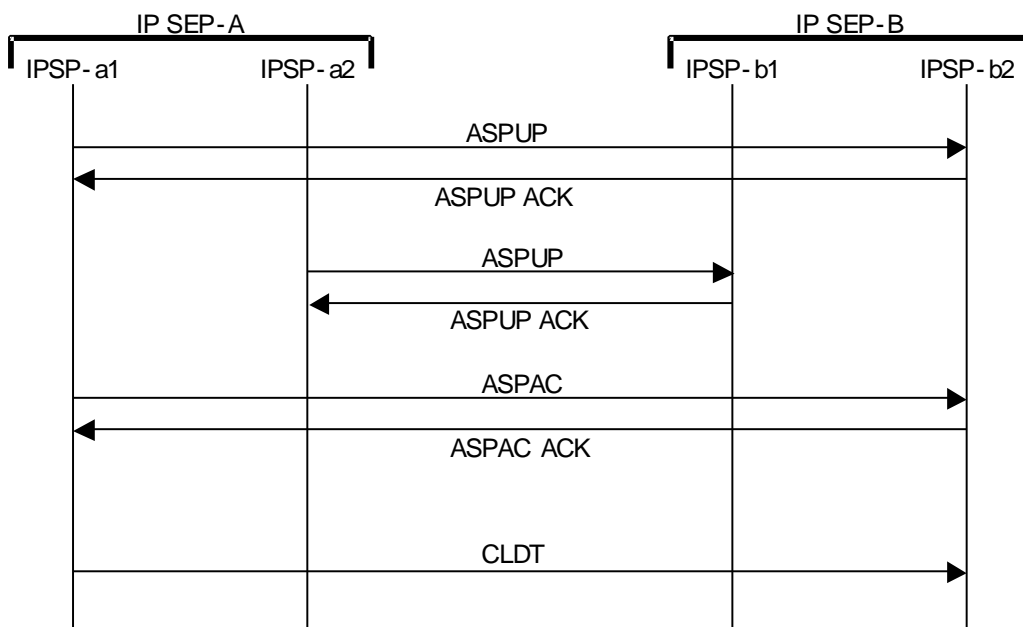 IP SEP-A
IP SEP-B
IPSP-a1
IPSP-a2
IPSP-b1
IPSP-b2
ASPUP
ASPUP ACK
ASPUP
ASPUP ACK
ASPAC
ASPAC ACK
CLDT